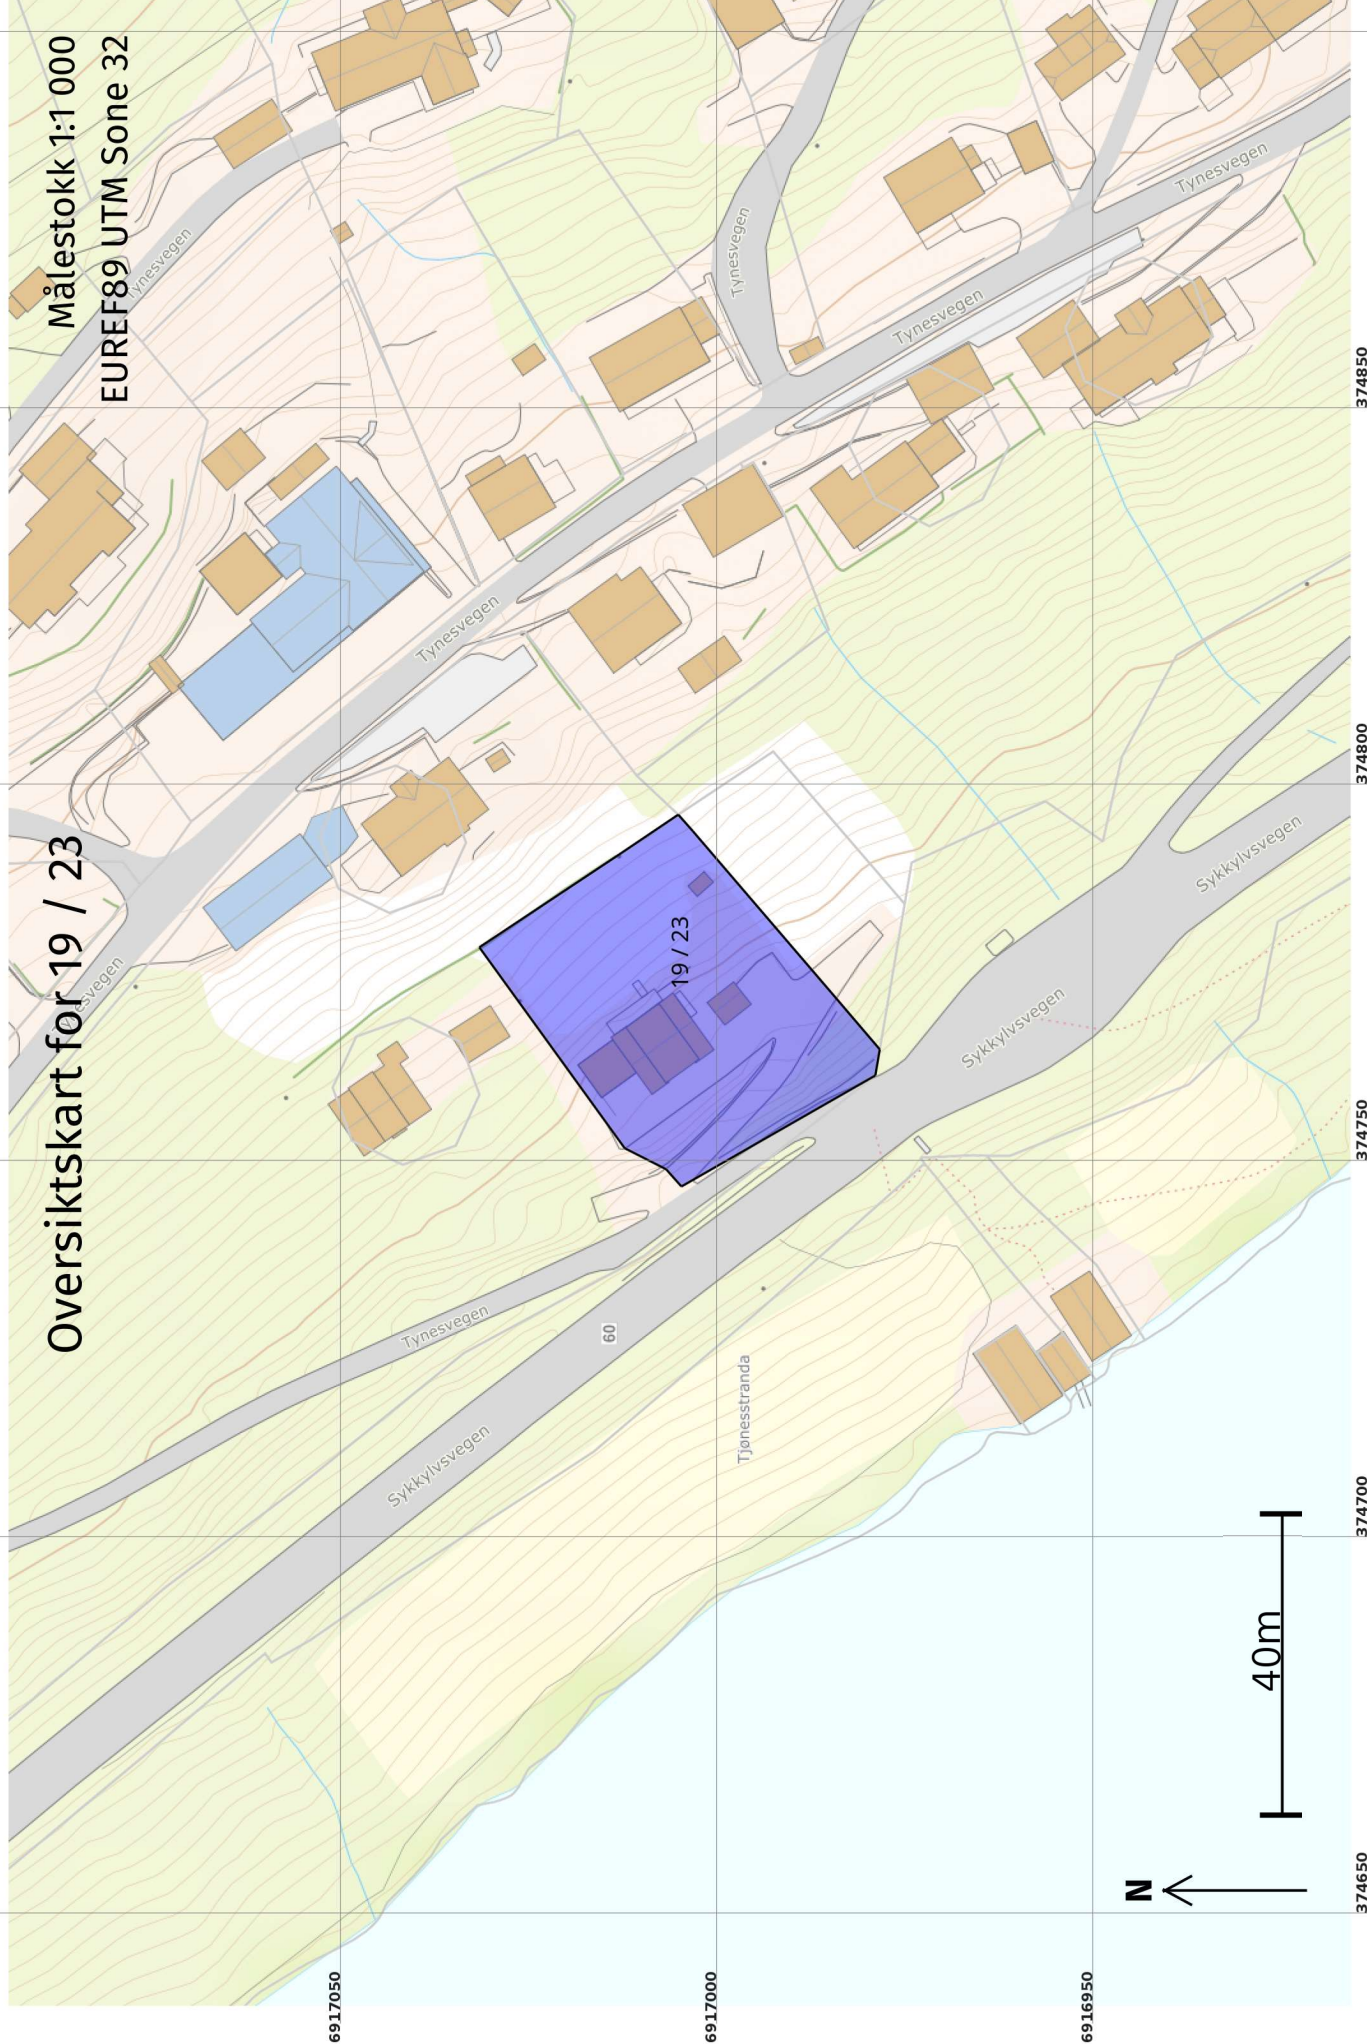 Oversiktskart for 19 / 23
Målestokk 1:1 000
EUREF89 UTM Sone 32
Tynesvegen
Tynesvegen
Tynesvegen
Tynesvegen
Tynesvegen
Tynesvegen
Tynesvegen
Sykkylvsvegen
Sykkylvsvegen
Sykkylvsvegen
60
19 / 23
Tjønesstranda
40m
N
6917050
6917000
6916950
374650
374700
374750
374800
374850